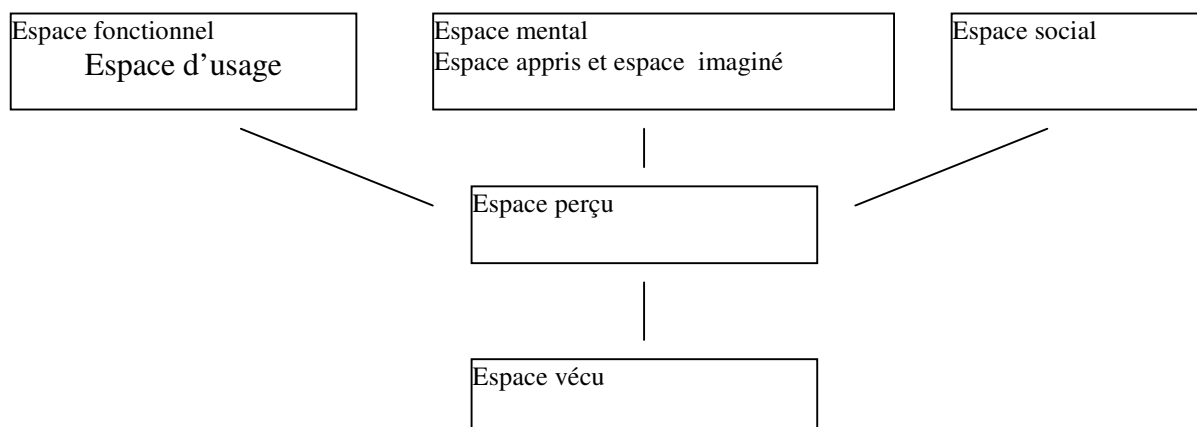 Espace fonctionnel
Espace d’usage
Espace mental
Espace appris et espace imaginé
Espace social
Espace perçu
Espace vécu